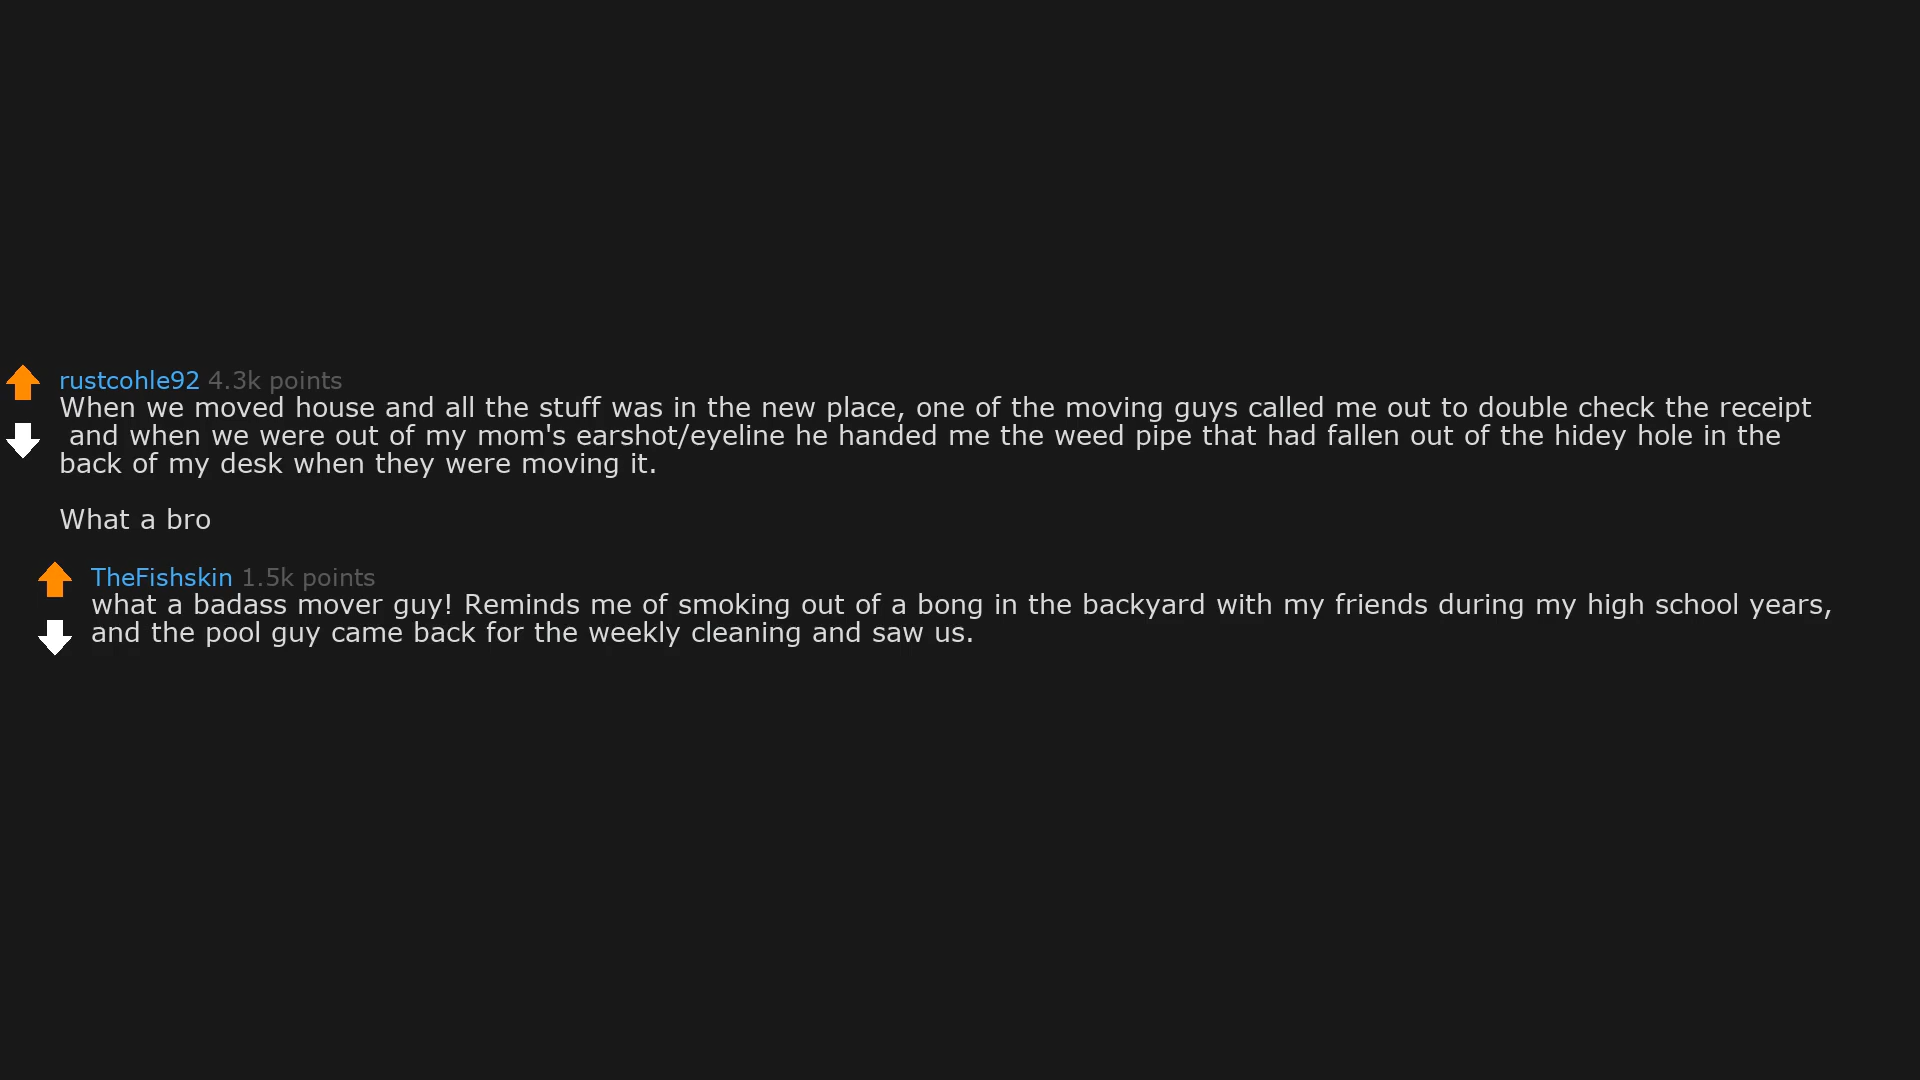 rustcohle92 4.3k points
When we moved house and all the stuff was in the new place, one of the moving guys called me out to double check the receipt
and when we were out of my mom's earshot/eyeline he handed me the weed pipe that had fallen out of the hidey hole in the
back of my desk when they were moving it.
What a bro
TheFishskin 1.5k points
what a badass mover guy! Reminds me of smoking out of a bong in the backyard with my friends during my high school years,
and the pool guy came back for the weekly cleaning and saw us.